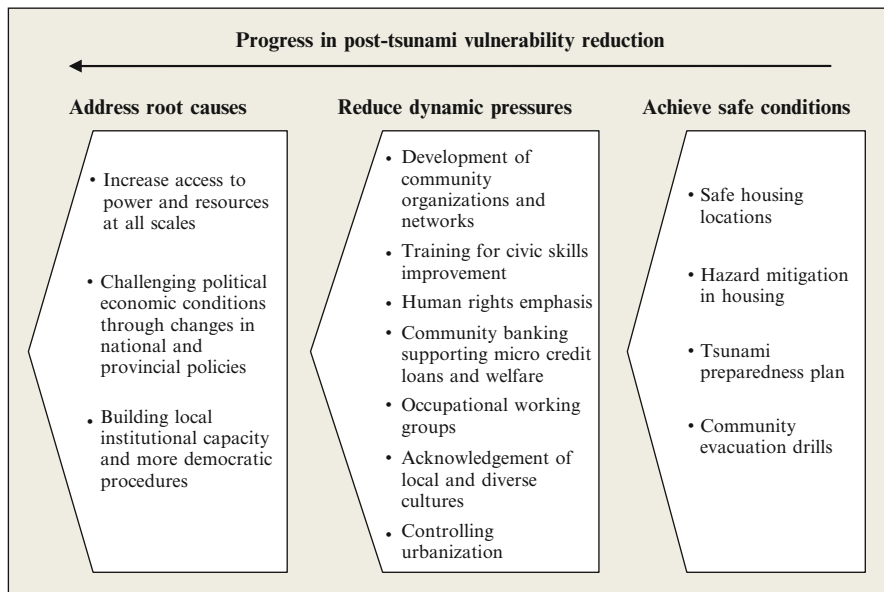 Progress in post-tsunami vulnerability reduction
Address root causes
• Increase access to
power and resources
at all scales
• Challenging political
economic conditions
through changes in
national and
provincial policies
• Building local
institutional capacity
and more democratic
procedures
Reduce dynamic pressures
• Development of
community
organizations and
networks
• Training for civic skills
improvement
• Human rights emphasis
• Community banking
supporting micro credit
loans and welfare
• Occupational working
groups
• Acknowledgement of
local and diverse
cultures
• Controlling
urbanization
Achieve safe conditions
• Safe housing
locations
• Hazard mitigation
in housing
• Tsunami
preparedness plan
• Community
evacuation drills